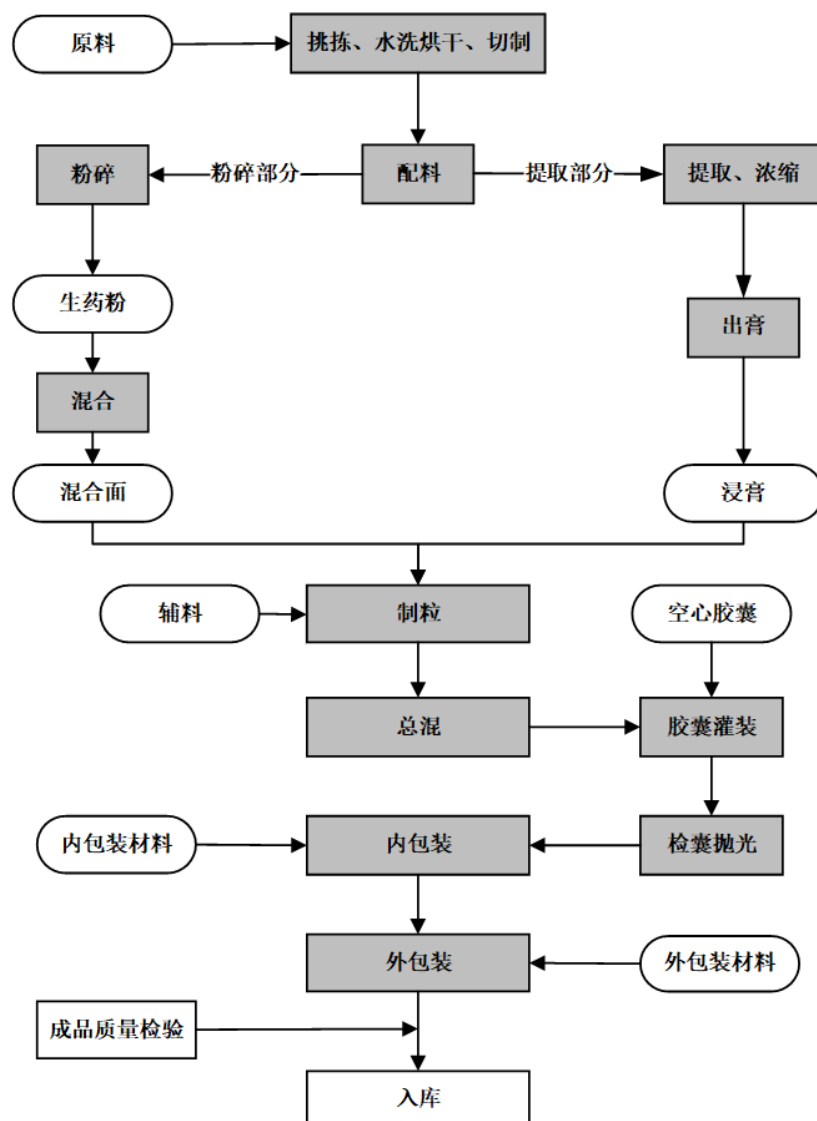 原料
挑拣、水洗烘干、切制
粉碎
粉碎部分
配料
提取部分
提取、浓缩
生药粉
出膏
混合
混合面
浸膏
辅料
制粒
空心胶囊
总混
胶囊灌装
内包装材料
内包装
检囊抛光
外包装
外包装材料
成品质量检验
入库